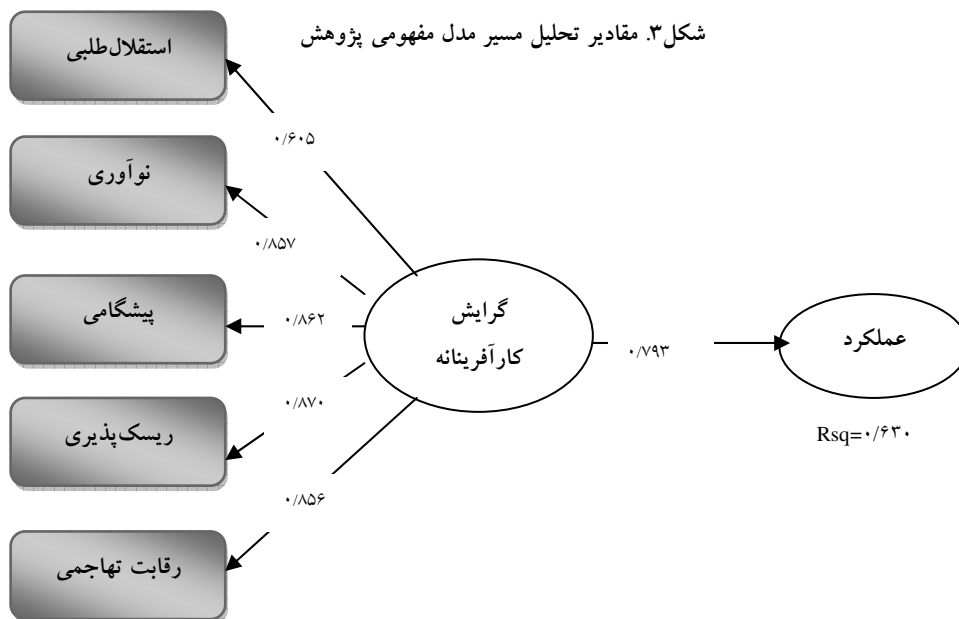 شکل۳. مقادیر تحلیل مسیر مدل مفهومی پژوهش
استقلال‌طلبی
۰/۶۰۵
نوآوری
۰/۸۵۷
پیشگامی
۰/۸۶۲
گرایش
کارآفرینانه
۰/۷۹۳
عملکرد
Rsq=۰/۶۳۰
۰/۸۷۰
ریسک‌پذیری
۰/۸۵۶
رقابت تهاجمی